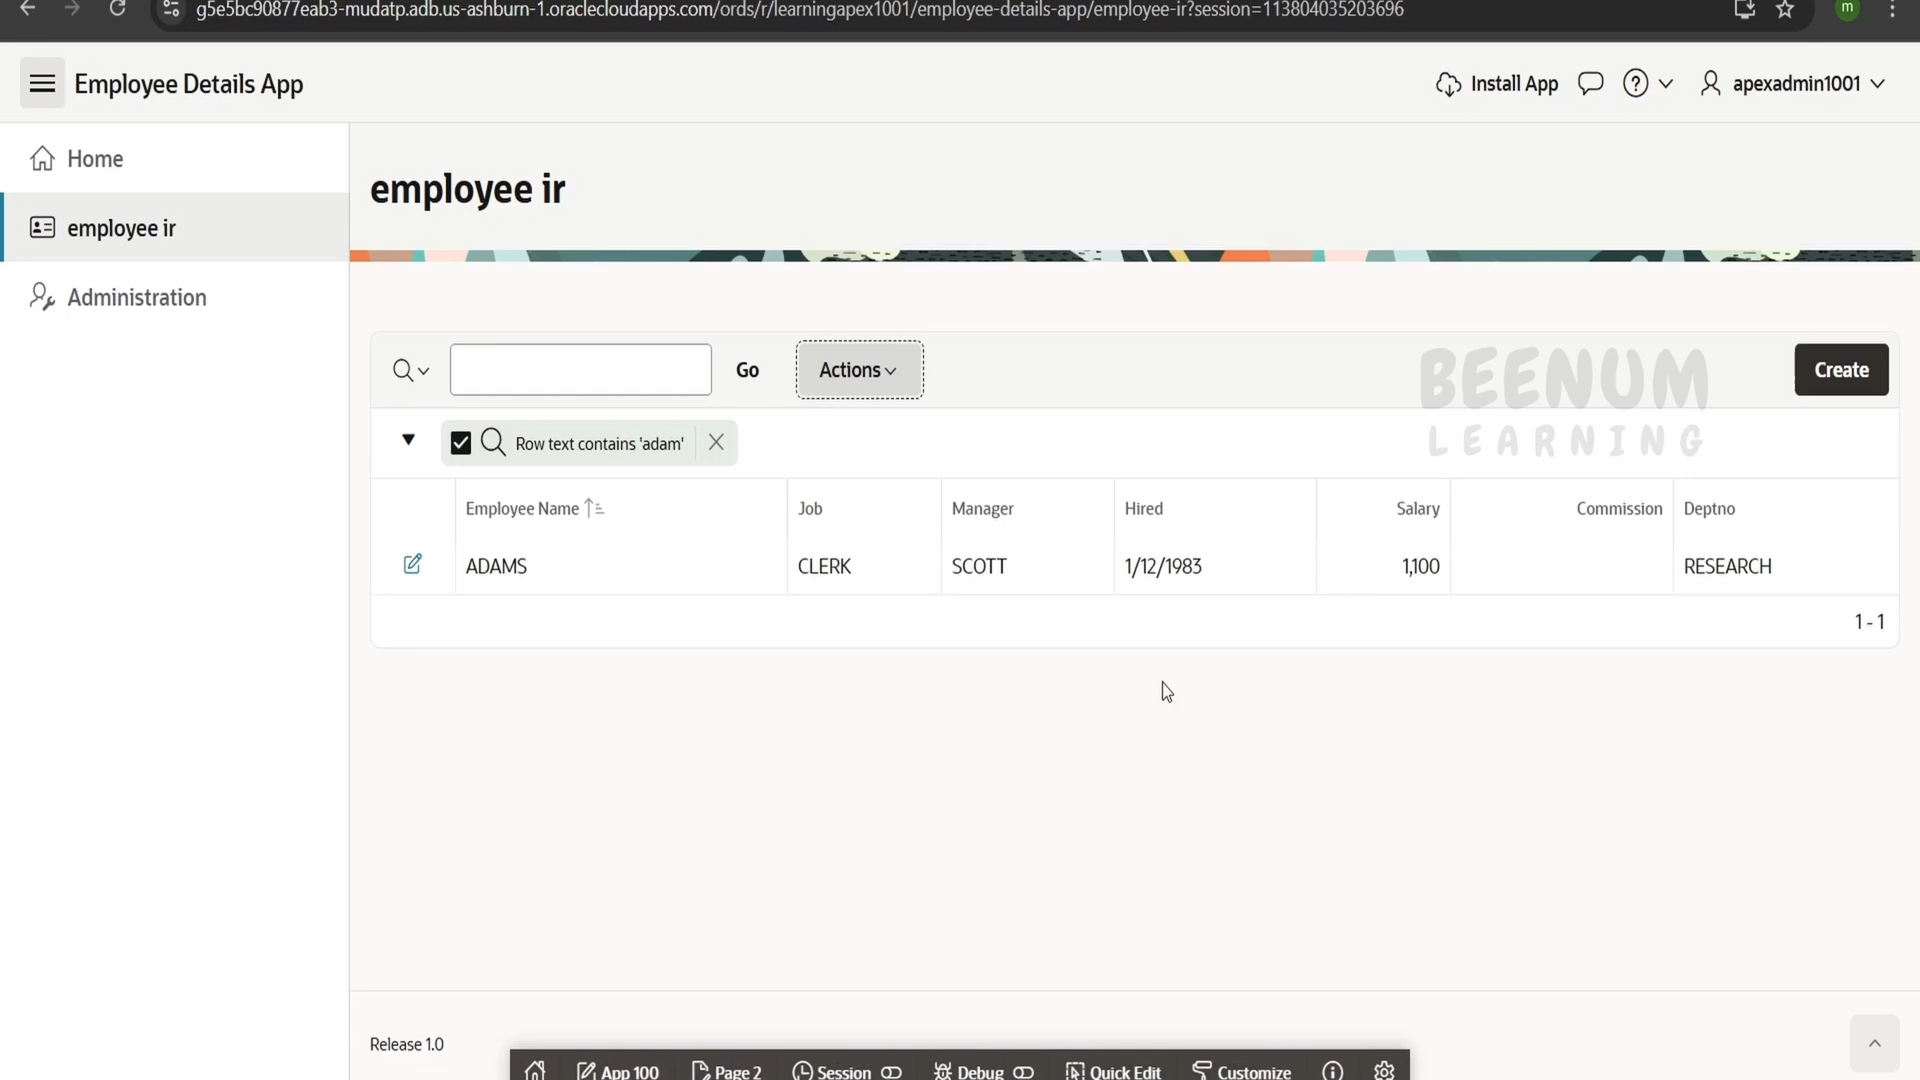 g5e5bc90877eab3-mudatp.adb.us-ashburn-1.oraclecloudapps.com/ords/r/learningapex1001/employee-details-app/employee-ir?session=113804035203696
m
Employee Details App
Install App
apexadmin1001
Home
employee ir
Administration
employee ir
Go
Actions
BEENUM
LEARNING
Create
Row text contains 'adam'
Employee Name Job Manager Hired Salary Commission Deptno
ADAMS CLERK SCOTT 1/12/1983 1,100 RESEARCH
1 - 1
Release 1.0
App 100 Page 2 Session Debug Quick Edit Customize